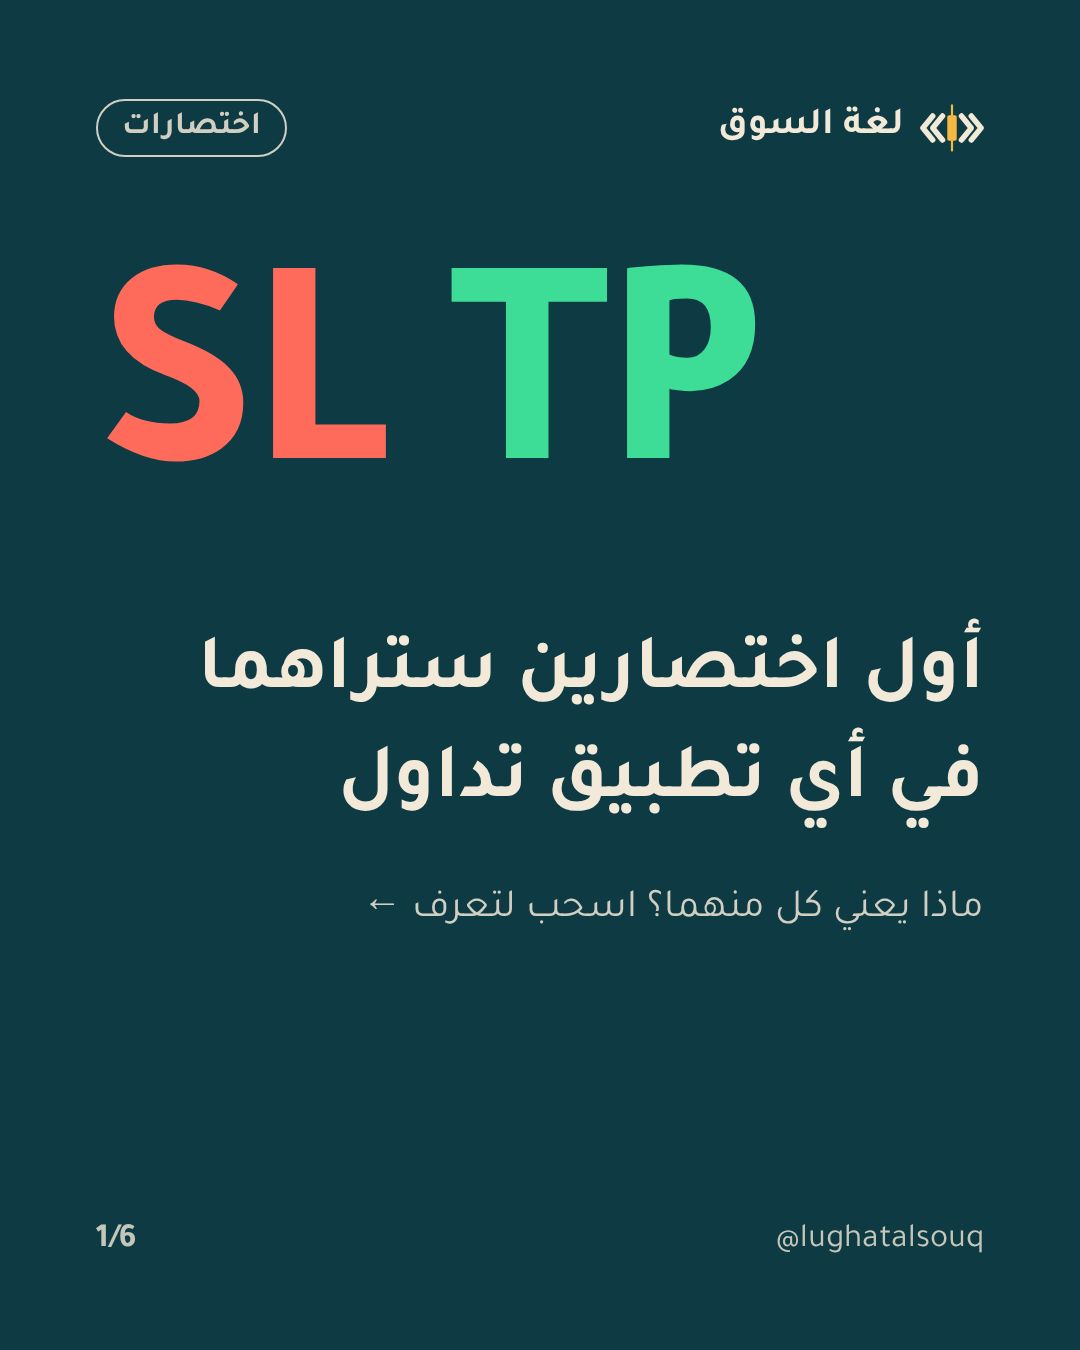 لغة السوق
اختصارات
SL TP
أول اختصارين ستراهما
في أي تطبيق تداول
ماذا يعني كل منهما؟ اسحب لتعرف ←
@lughatalsouq
1/6